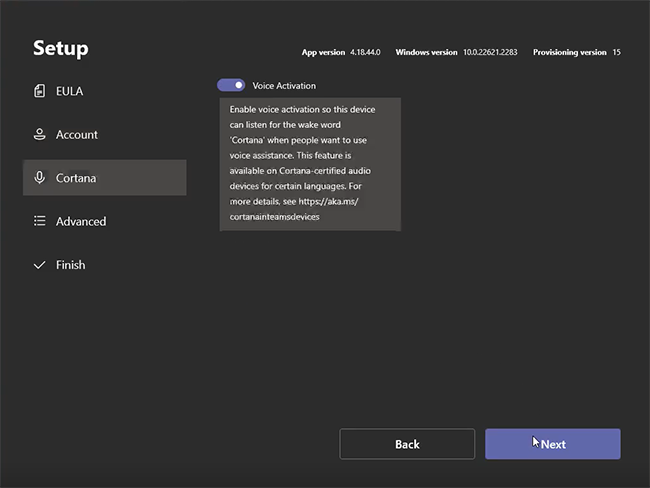 Setup
App version 4.18.44.0 Windows version 10.0.22621.2283 Provisioning version 15
EULA
Account
Cortana
Advanced
Finish
Voice Activation
Enable voice activation so this device
can listen for the wake word
'Cortana' when people want to use
voice assistance. This feature is
available on Cortana-certified audio
devices for certain languages. For
more details, see https://aka.ms/
cortanainteamsdevices
Back
Next